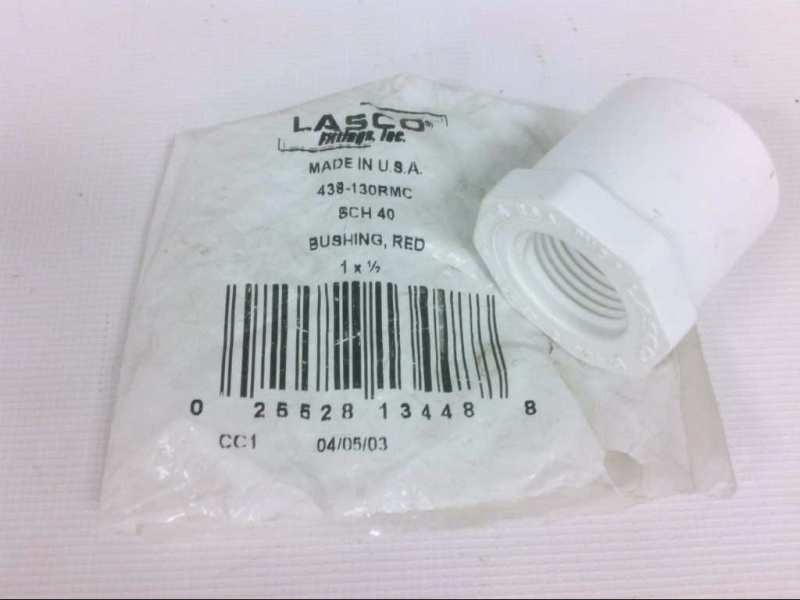 LASCO®
Fittings, Inc.
MADE IN U.S.A.
438-130RMC
SCH 40
BUSHING, RED
1 x ½
0 25528 13448 8
CC1 04/05/03
LASCO